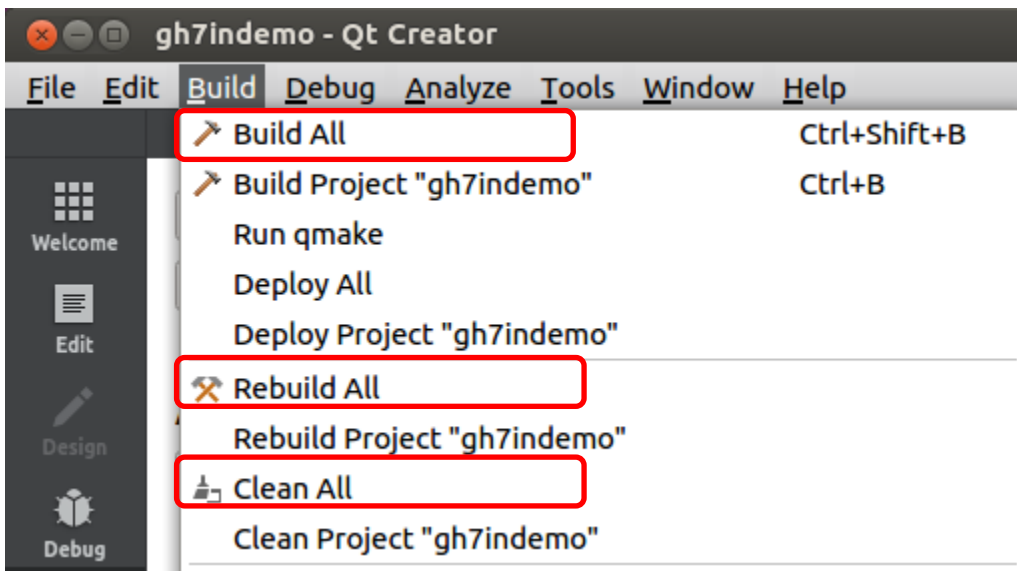 gh7indemo - Qt Creator
File Edit Build Debug Analyze Tools Window Help
Build All Ctrl+Shift+B
Build Project "gh7indemo" Ctrl+B
Run qmake
Deploy All
Deploy Project "gh7indemo"
Rebuild All
Rebuild Project "gh7indemo"
Clean All
Clean Project "gh7indemo"
Welcome
Edit
Design
Debug